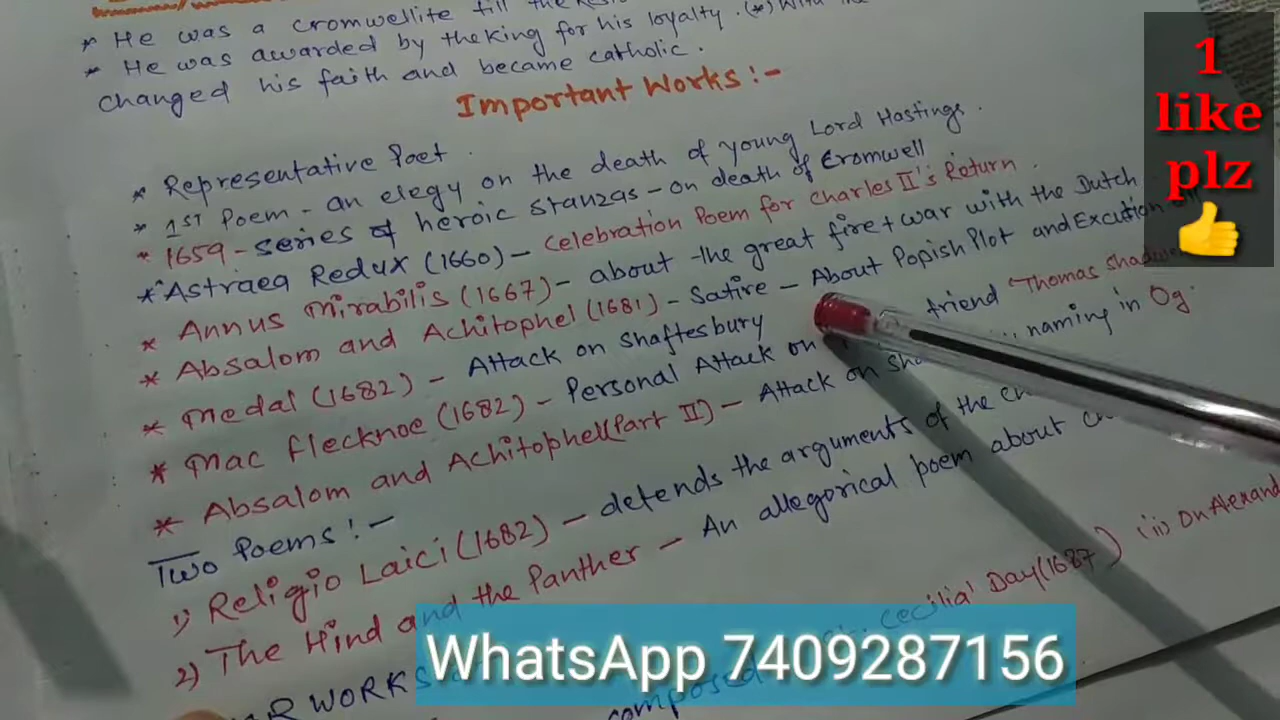 * He was a cromwellite till the
* He was awarded by the king for his loyalty. (*) With the
changed his faith and became catholic.
Important Works :-
* Representative Poet.
* 1ST Poem - an elegy on the death of young Lord Hastings.
* 1659 - series of heroic stanzas - on death of Cromwell
* Astraea Redux (1660) - Celebration Poem for Charles II's Return.
* Annus Mirabilis (1667) - about the great fire + war with the Dutch
* Absalom and Achitophel (1681) - Satire - About Popish Plot and Excution
* Medal (1682) - Attack on Shaftesbury
* Mac Flecknoe (1682) - Personal Attack on friend 'Thomas
* Absalom and Achitophel (Part II) - Attack on naming in Og.
Two Poems! -
1) Religio Laici (1682) - defends the arguments of the
2) The Hind and the Panther - An allegorical poem about
WORKS
composed Cecilia' Day (1687) (ii) On
1
like
plz
👍
WhatsApp 7409287156